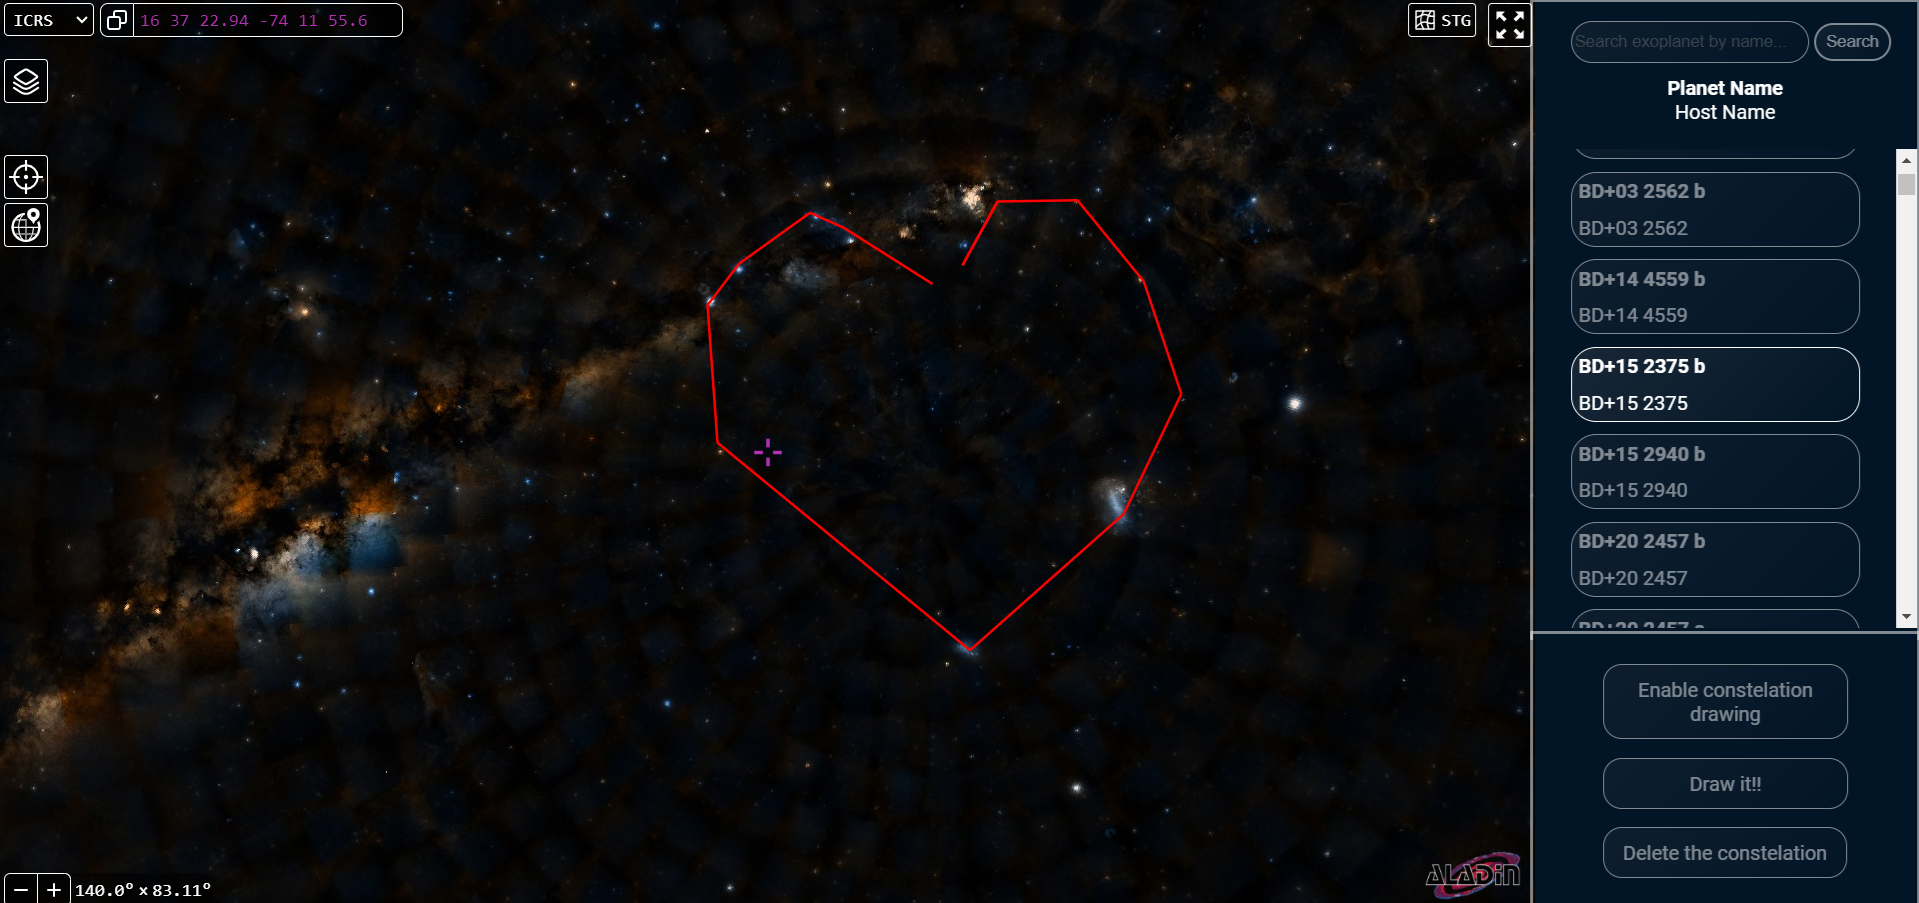 ICRS
16 37 22.94 -74 11 55.6
STG
Search exoplanet by name...
Search
Planet Name
Host Name
BD+03 2562 b
BD+03 2562
BD+14 4559 b
BD+14 4559
BD+15 2375 b
BD+15 2375
BD+15 2940 b
BD+15 2940
BD+20 2457 b
BD+20 2457
BD+20 2457 c
Enable constelation
drawing
Draw it!!
Delete the constelation
140.0° × 83.11°
ALADIN